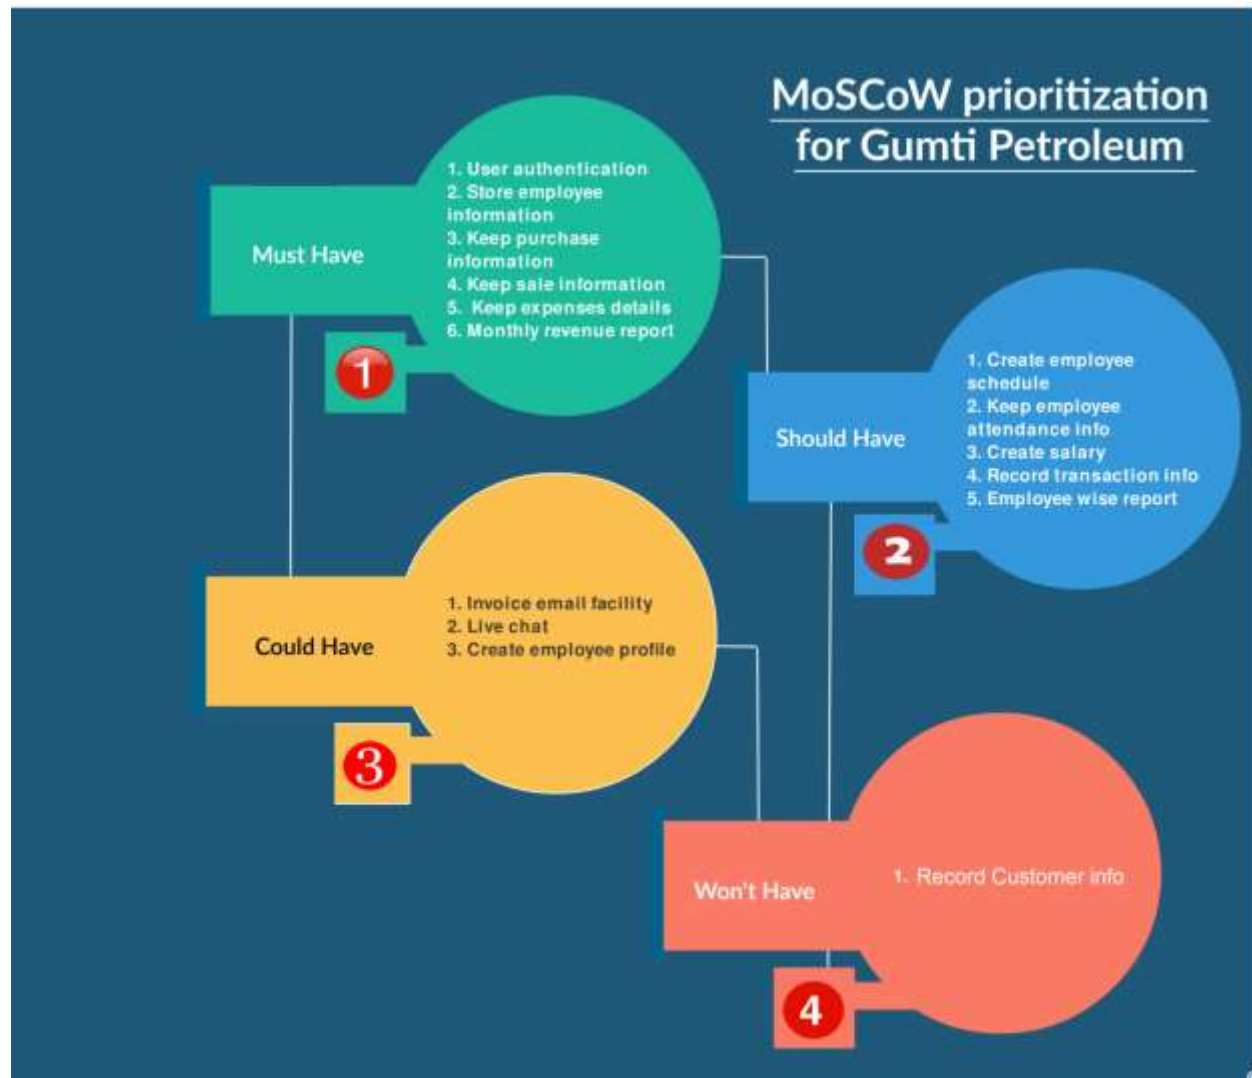 MoSCoW prioritization
for Gumti Petroleum
Must Have
1. User authentication
2. Store employee
information
3. Keep purchase
information
4. Keep sale information
5. Keep expenses details
6. Monthly revenue report
1
Should Have
1. Create employee
schedule
2. Keep employee
attendance info
3. Create salary
4. Record transaction info
5. Employee wise report
2
Could Have
1. Invoice email facility
2. Live chat
3. Create employee profile
3
Won't Have
1. Record Customer info
4